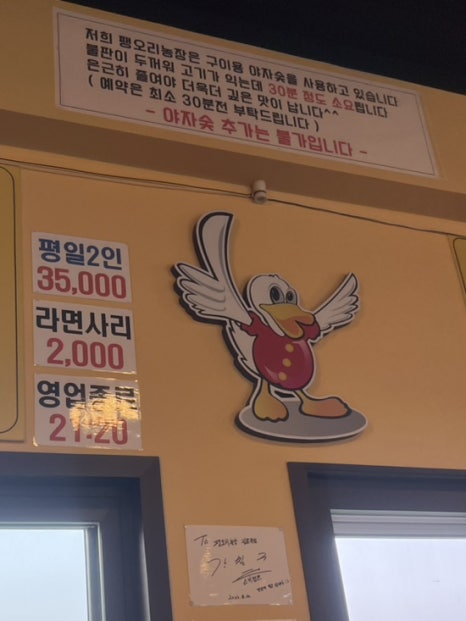 저희 팽오리농장은 구이용 야자숯을 사용하고 있습니다
불판이 두꺼워 고기가 익는데 30분 정도 소요됩니다
은근히 졸여야 더욱더 깊은 맛이 납니다^^
( 예약은 최소 30분전 부탁드립니다 )
- 야자숯 추가는 불가입니다 -
평일2인
35,000
라면사리
2,000
영업종료
21:20
To